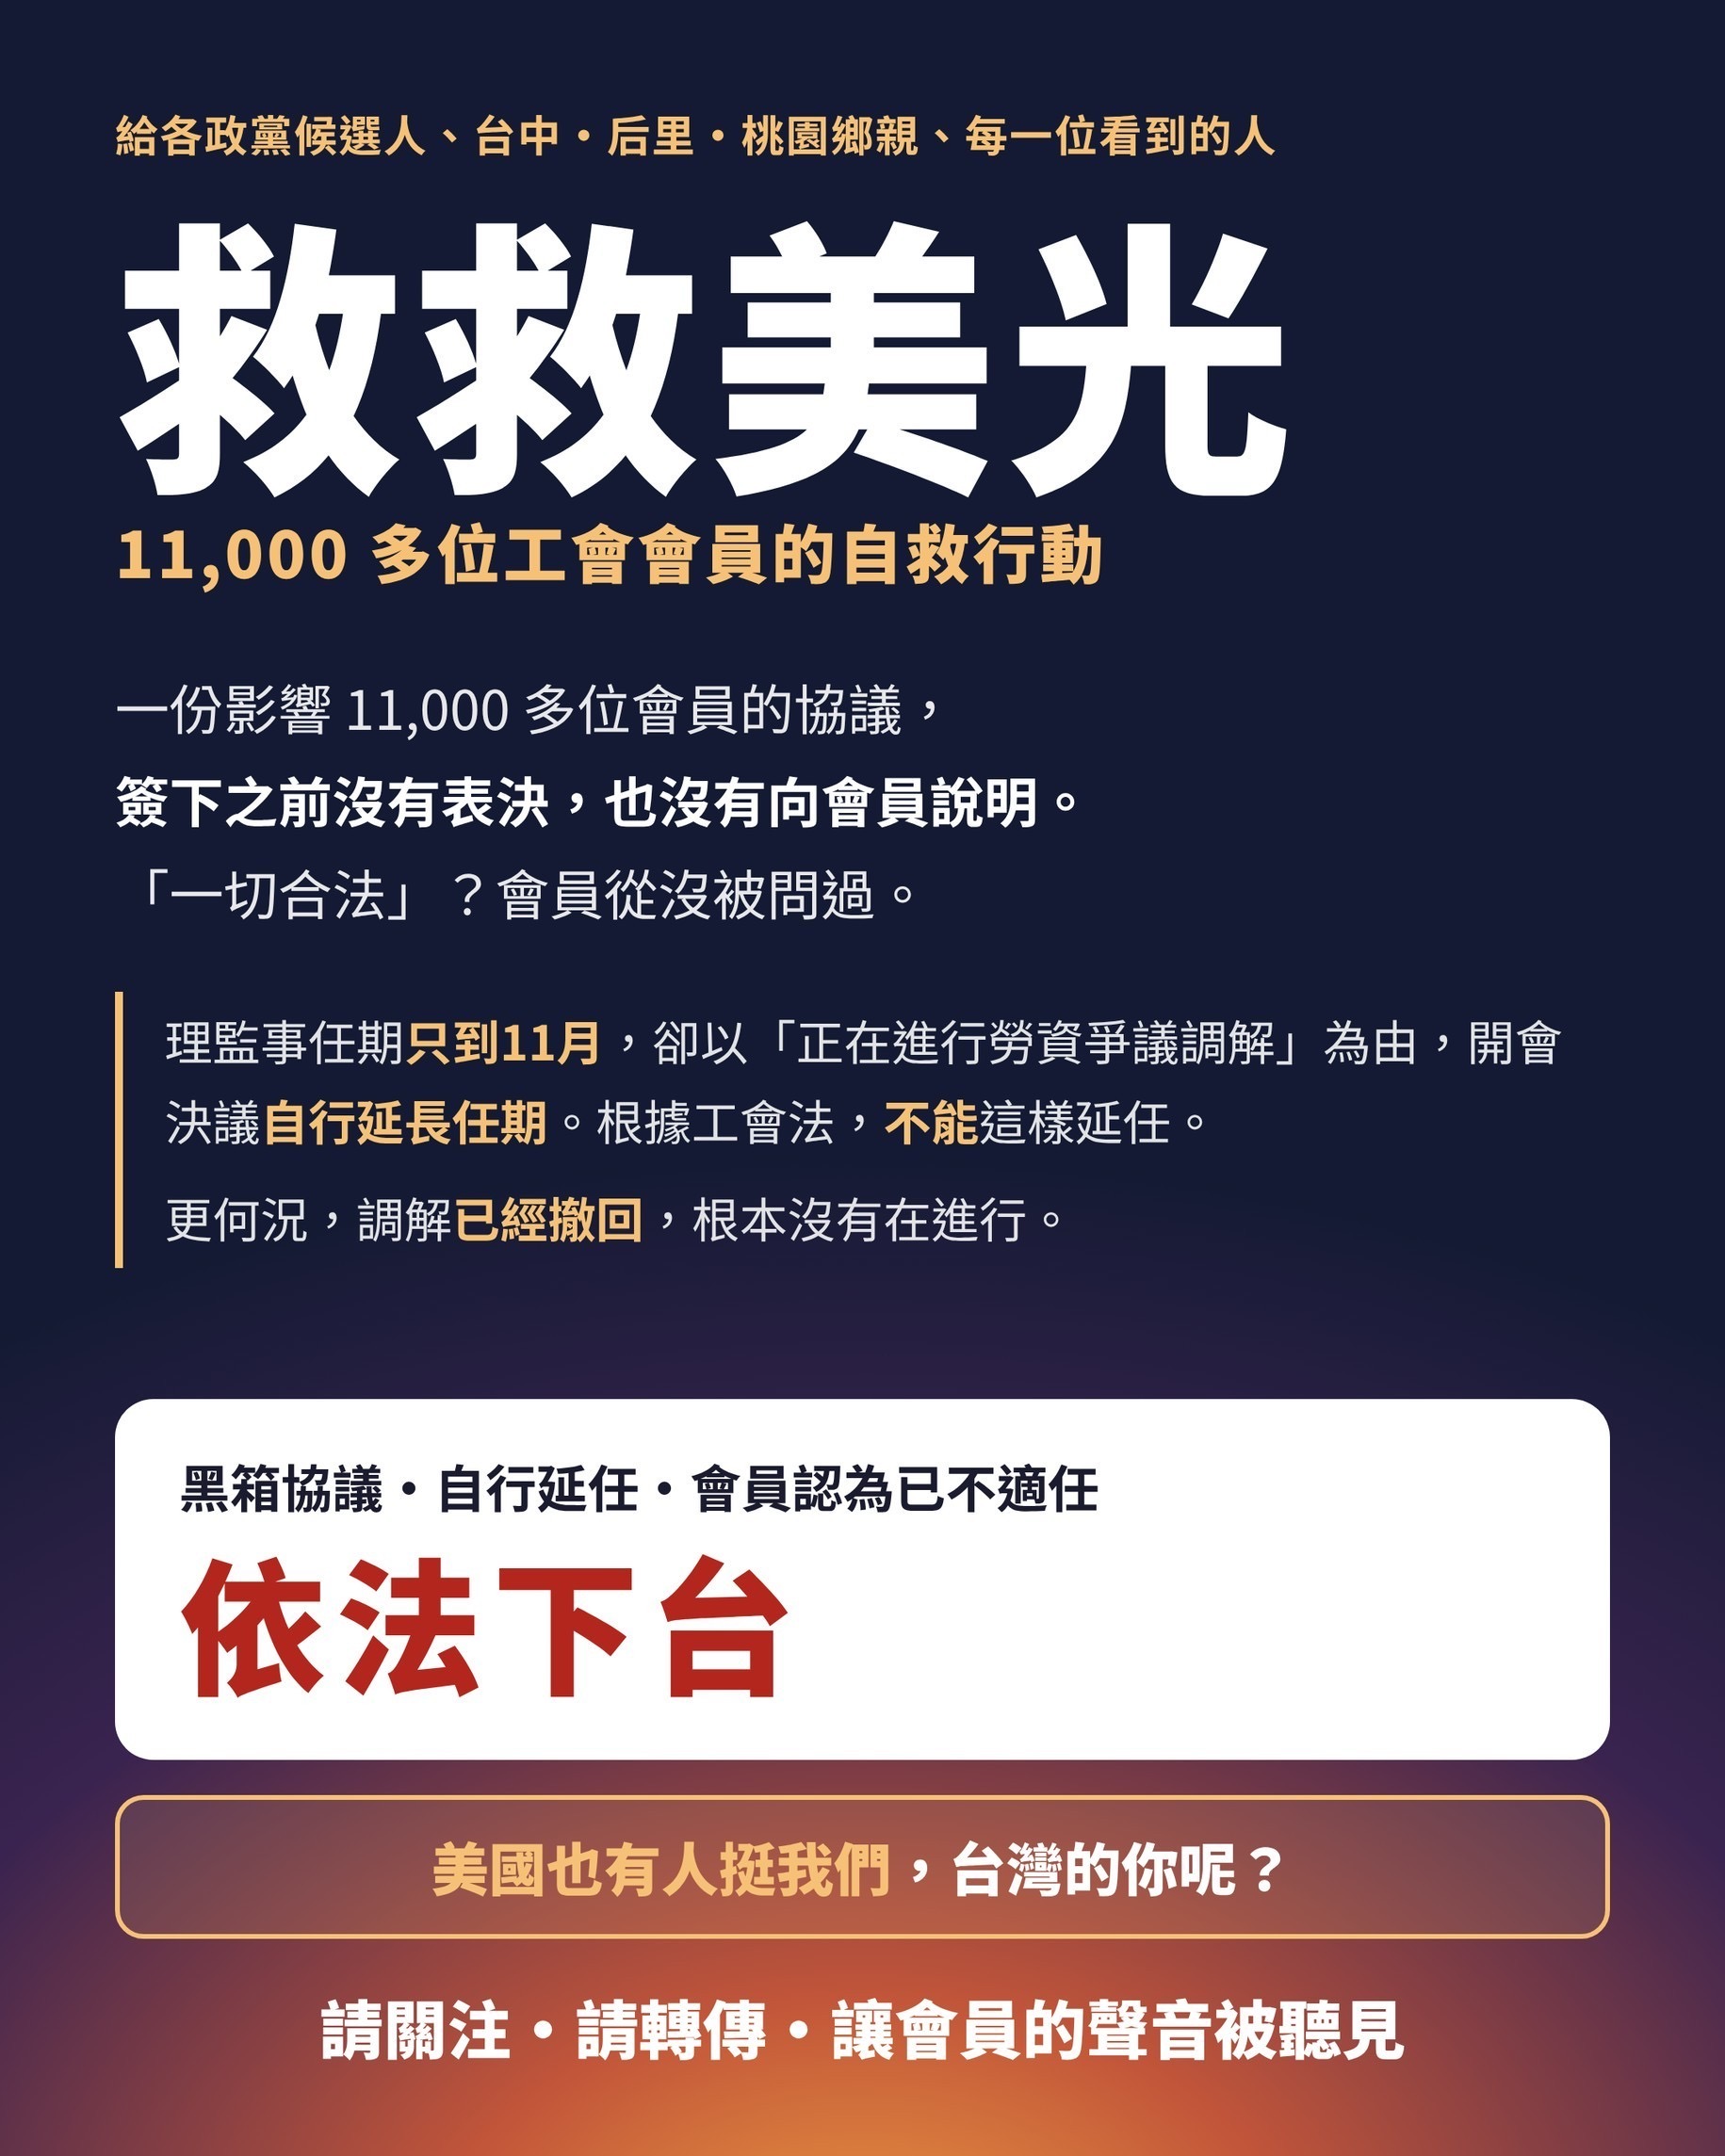 給各政黨候選人、台中・后里・桃園鄉親、每一位看到的人
救救美光
11,000 多位工會會員的自救行動
一份影響 11,000 多位會員的協議，
簽下之前沒有表決，也沒有向會員說明。
「一切合法」？會員從沒被問過。
理監事任期只到11月，卻以「正在進行勞資爭議調解」為由，開會
決議自行延長任期。根據工會法，不能這樣延任。
更何況，調解已經撤回，根本沒有在進行。
黑箱協議・自行延任・會員認為已不適任
依法下台
美國也有人挺我們，台灣的你呢？
請關注・請轉傳・讓會員的聲音被聽見